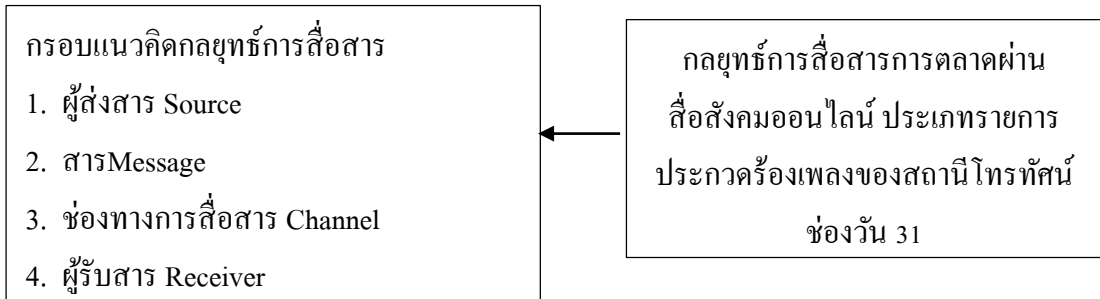 กรอบแนวคิดกลยุทธ์การสื่อสาร
1. ผู้ส่งสาร Source
2. สารMessage
3. ช่องทางการสื่อสาร Channel
4. ผู้รับสาร Receiver
กลยุทธ์การสื่อสารการตลาดผ่าน
สื่อสังคมออนไลน์ ประเภทรายการ
ประกวดร้องเพลงของสถานีโทรทัศน์
ช่องวัน 31